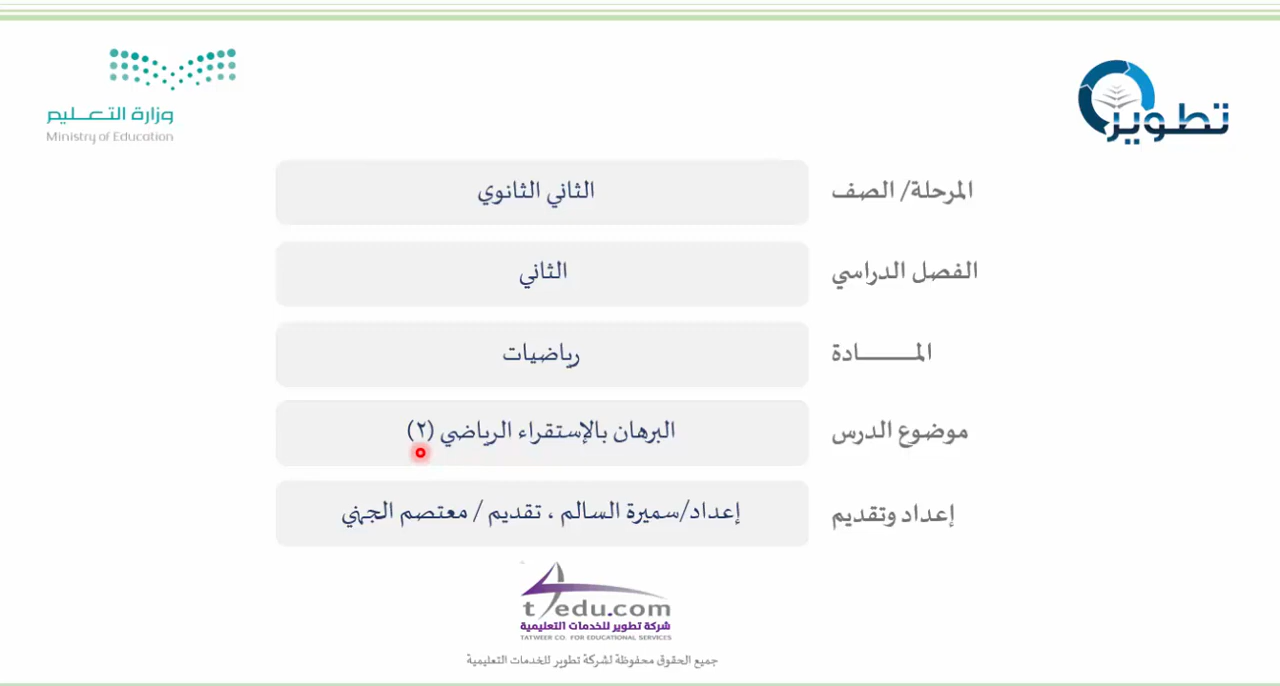 وزارة التعليم
Ministry of Education
تطوير
المرحلة/ الصف
الثاني الثانوي
الفصل الدراسي
الثاني
المـــــــادة
رياضيات
موضوع الدرس
البرهان بالإستقراء الرياضي (٢)
إعداد وتقديم
إعداد/سميرة السالم ، تقديم / معتصم الجهني
t4edu.com
شركة تطوير للخدمات التعليمية
TATWEER CO. FOR EDUCATIONAL SERVICES
جميع الحقوق محفوظة لشركة تطوير للخدمات التعليمية